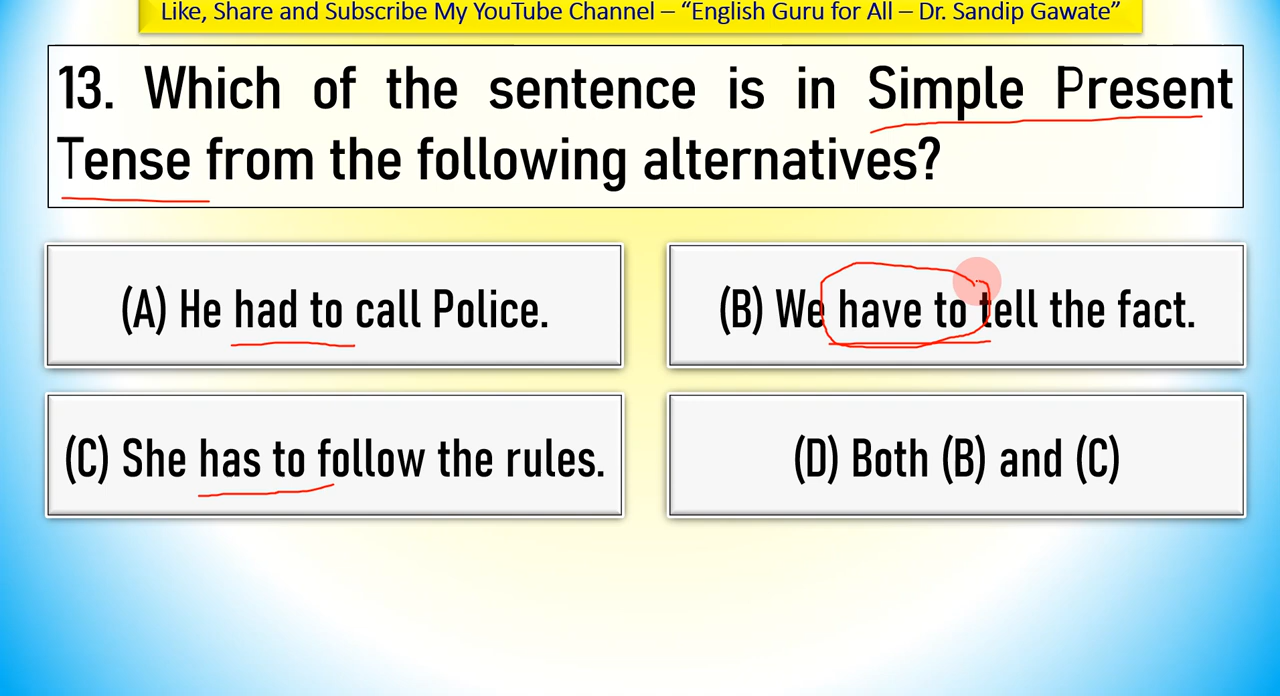 Like, Share and Subscribe My YouTube Channel – “English Guru for All – Dr. Sandip Gawate”
13. Which of the sentence is in Simple Present
Tense from the following alternatives?
(A) He had to call Police.
(B) We have to tell the fact.
(C) She has to follow the rules.
(D) Both (B) and (C)